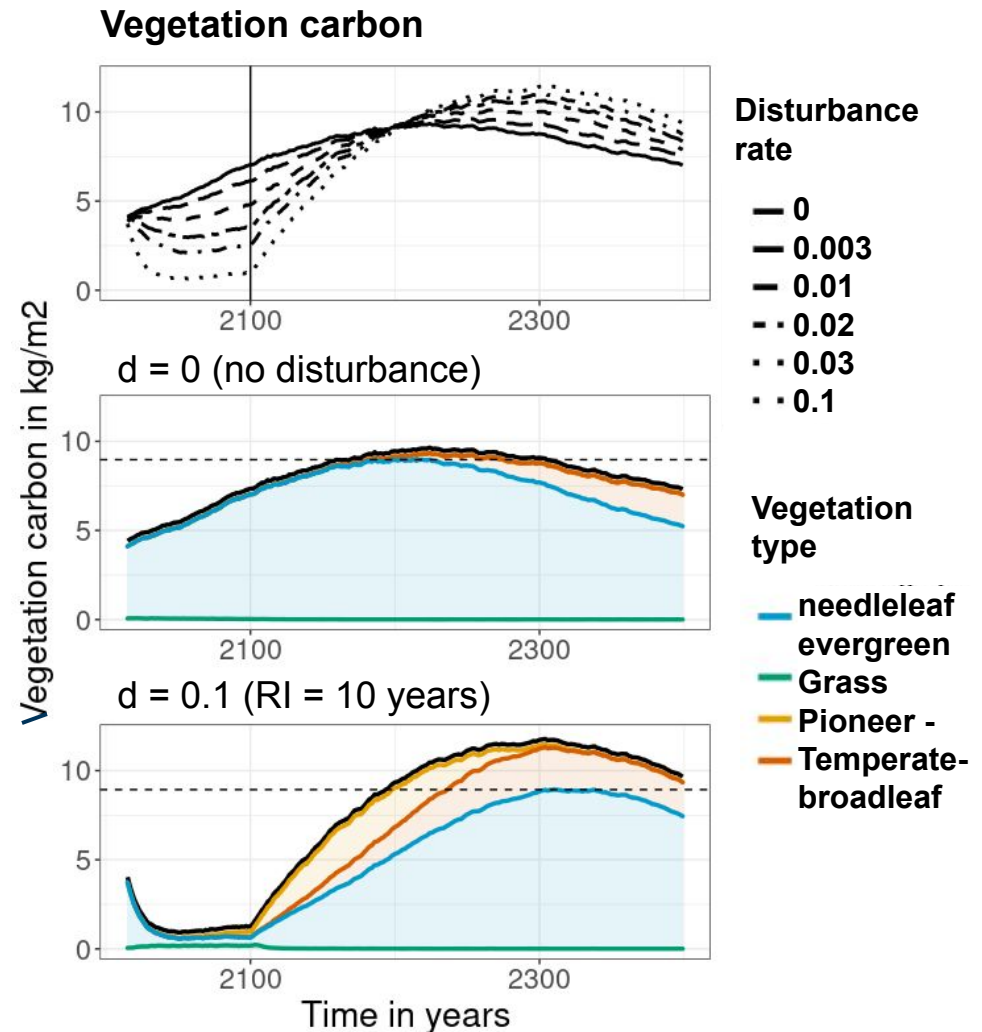 Vegetation carbon
10
5
0
2100
2300
Disturbance
rate
0
0.003
0.01
0.02
0.03
0.1
Vegetation carbon in kg/m2
d = 0 (no disturbance)
10
5
0
2100
2300
Vegetation
type
needleleaf
evergreen
Grass
Pioneer -
Temperate-
broadleaf
d = 0.1 (RI = 10 years)
10
5
0
2100
2300
Time in years